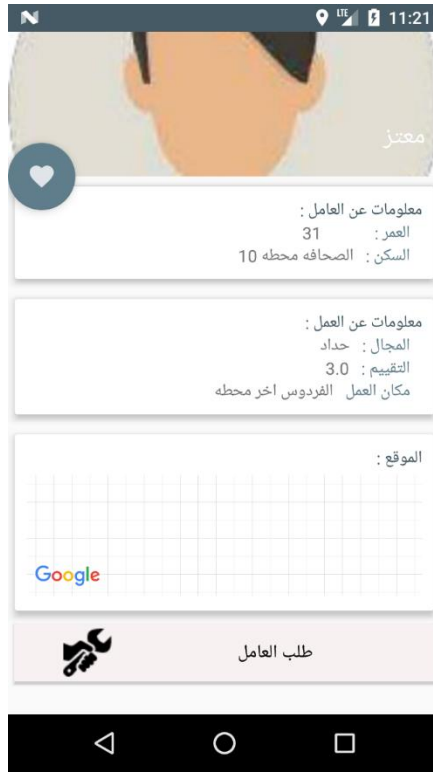 LTE 11:21
معتز
معلومات عن العامل :
العمر : 31
السكن : الصحافه محطه 10
معلومات عن العمل :
المجال : حداد
التقييم : 3.0
مكان العمل الفردوس اخر محطه
الموقع :
Google
طلب العامل